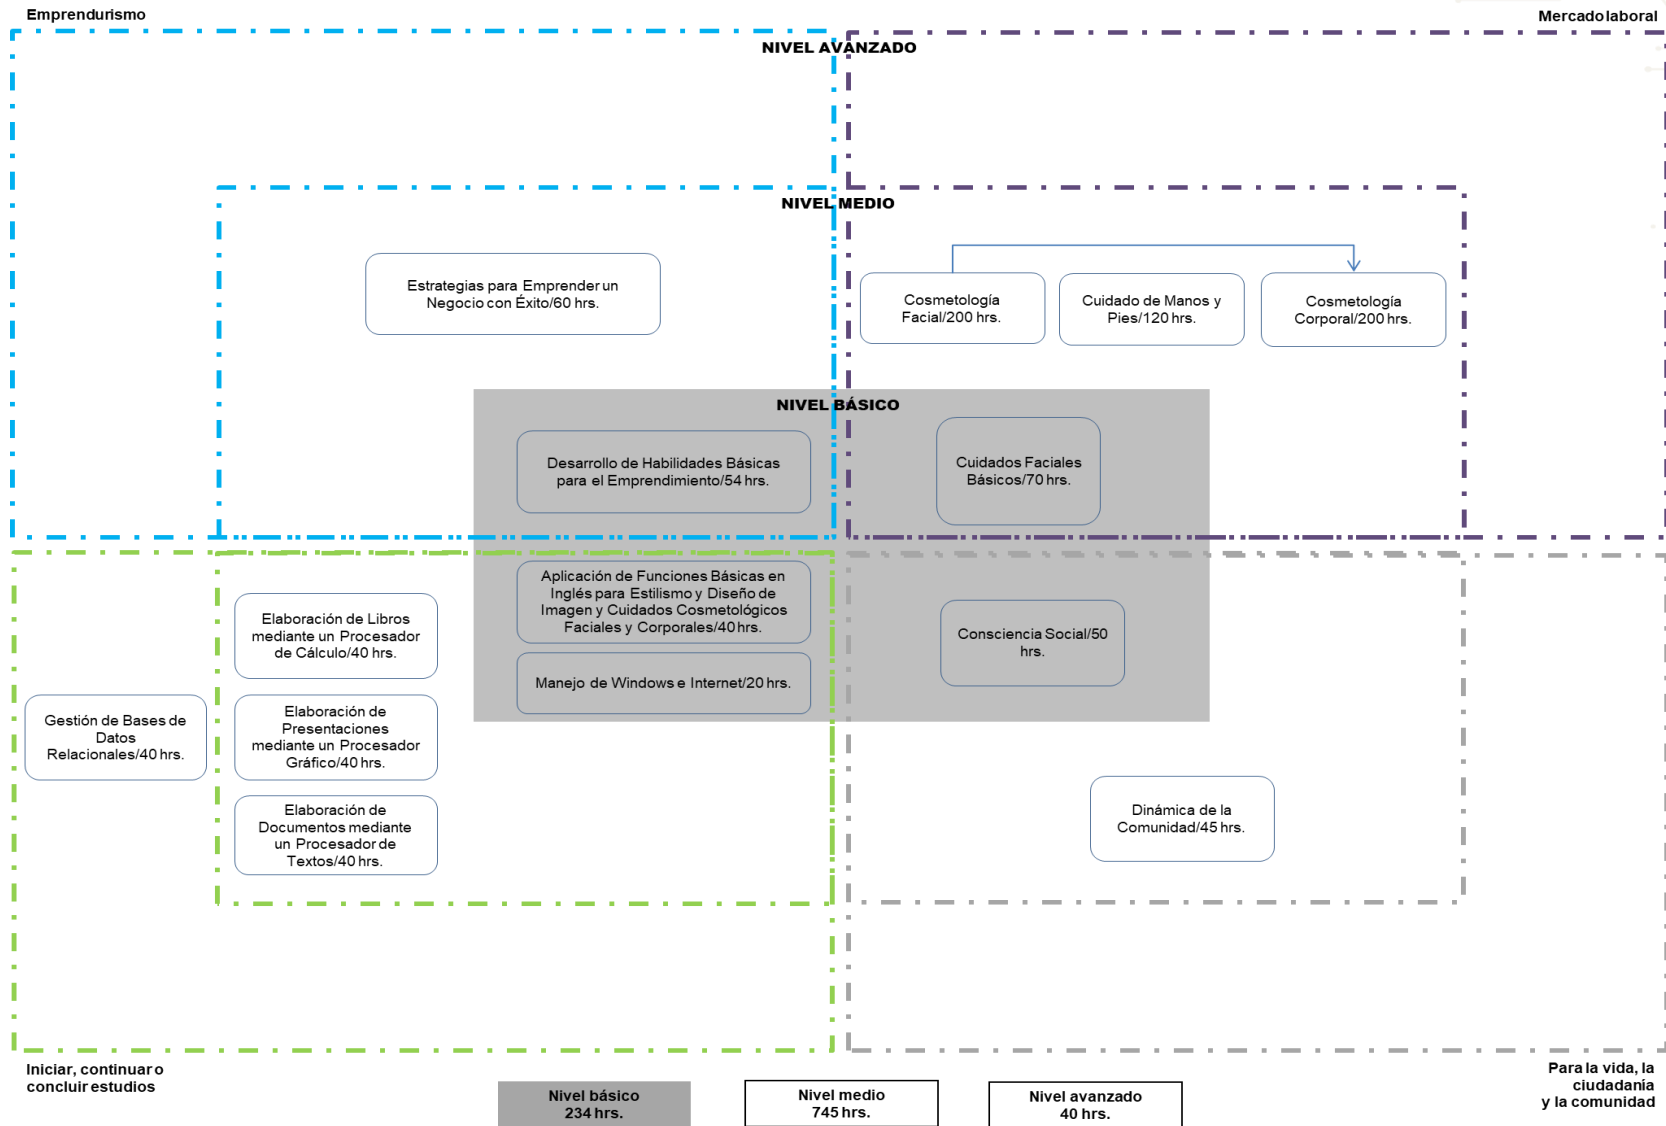 Emprendurismo
Mercado laboral
NIVEL AVANZADO
NIVEL MEDIO
Estrategias para Emprender un
Negocio con Éxito/60 hrs.
Cosmetología
Facial/200 hrs.
Cuidado de Manos y
Pies/120 hrs.
Cosmetología
Corporal/200 hrs.
NIVEL BÁSICO
Desarrollo de Habilidades Básicas
para el Emprendimiento/54 hrs.
Cuidados Faciales
Básicos/70 hrs.
Aplicación de Funciones Básicas en
Inglés para Estilismo y Diseño de
Imagen y Cuidados Cosmetológicos
Faciales y Corporales/40 hrs.
Manejo de Windows e Internet/20 hrs.
Consciencia Social/50
hrs.
Elaboración de Libros
mediante un Procesador
de Cálculo/40 hrs.
Gestión de Bases de
Datos
Relacionales/40 hrs.
Elaboración de
Presentaciones
mediante un Procesador
Gráfico/40 hrs.
Elaboración de
Documentos mediante
un Procesador de
Textos/40 hrs.
Dinámica de la
Comunidad/45 hrs.
Iniciar, continuar o
concluir estudios
Para la vida, la
ciudadanía
y la comunidad
Nivel básico
234 hrs.
Nivel medio
745 hrs.
Nivel avanzado
40 hrs.